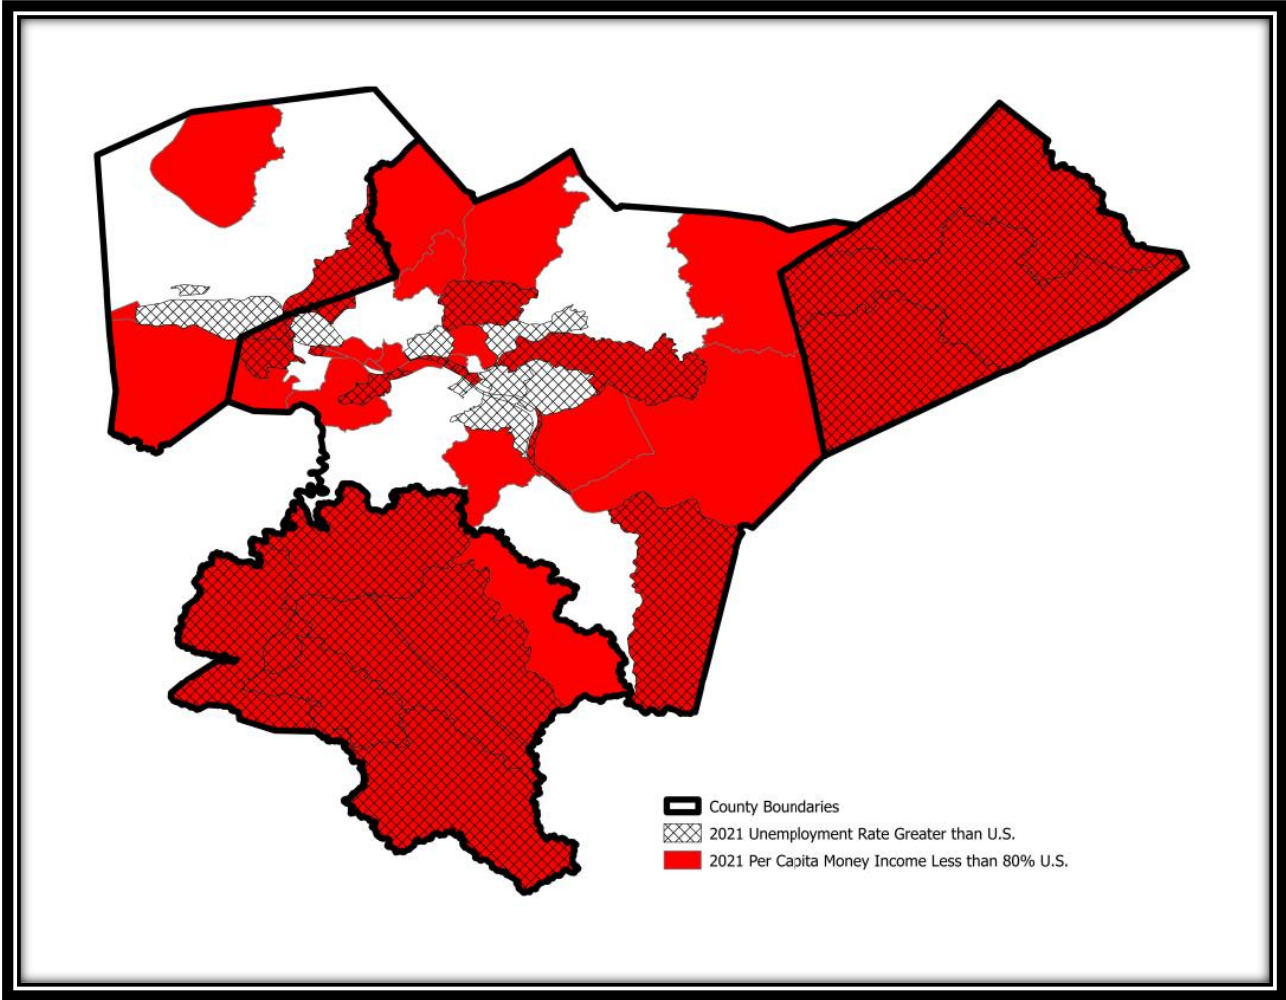 County Boundaries
2021 Unemployment Rate Greater than U.S.
2021 Per Capita Money Income Less than 80% U.S.